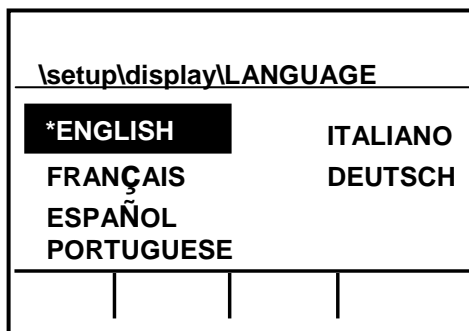 \setup\display\LANGUAGE
*ENGLISH
FRANÇAIS
ESPAÑOL
PORTUGUESE
ITALIANO
DEUTSCH